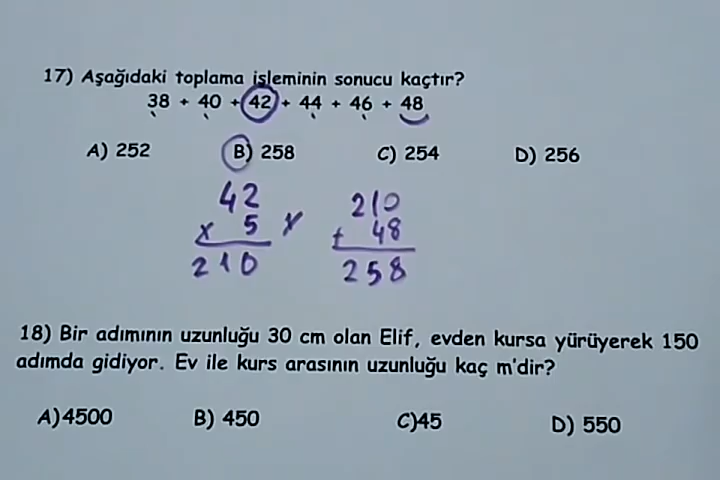 17) Aşağıdaki toplama işleminin sonucu kaçtır?
38 + 40 + 42 + 44 + 46 + 48
A) 252 B) 258 C) 254 D) 256
42
x 5
210
210
+ 48
258
18) Bir adımının uzunluğu 30 cm olan Elif, evden kursa yürüyerek 150
adımda gidiyor. Ev ile kurs arasının uzunluğu kaç m'dir?
A)4500 B) 450 C)45 D) 550